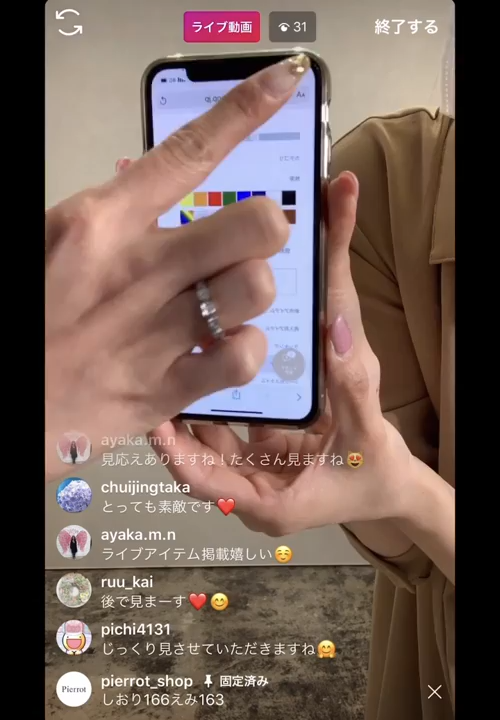 ライブ動画
31
終了する
ayaka.m.n
見応えありますね！たくさん見ますね😍
chuijingtaka
とっても素敵です❤️
ayaka.m.n
ライブアイテム掲載嬉しい☺️
ruu_kai
後で見まーす❤️😊
pichi4131
じっくり見させていただきますね🤗
Pierrot
pierrot_shop 固定済み
しおり166えみ163